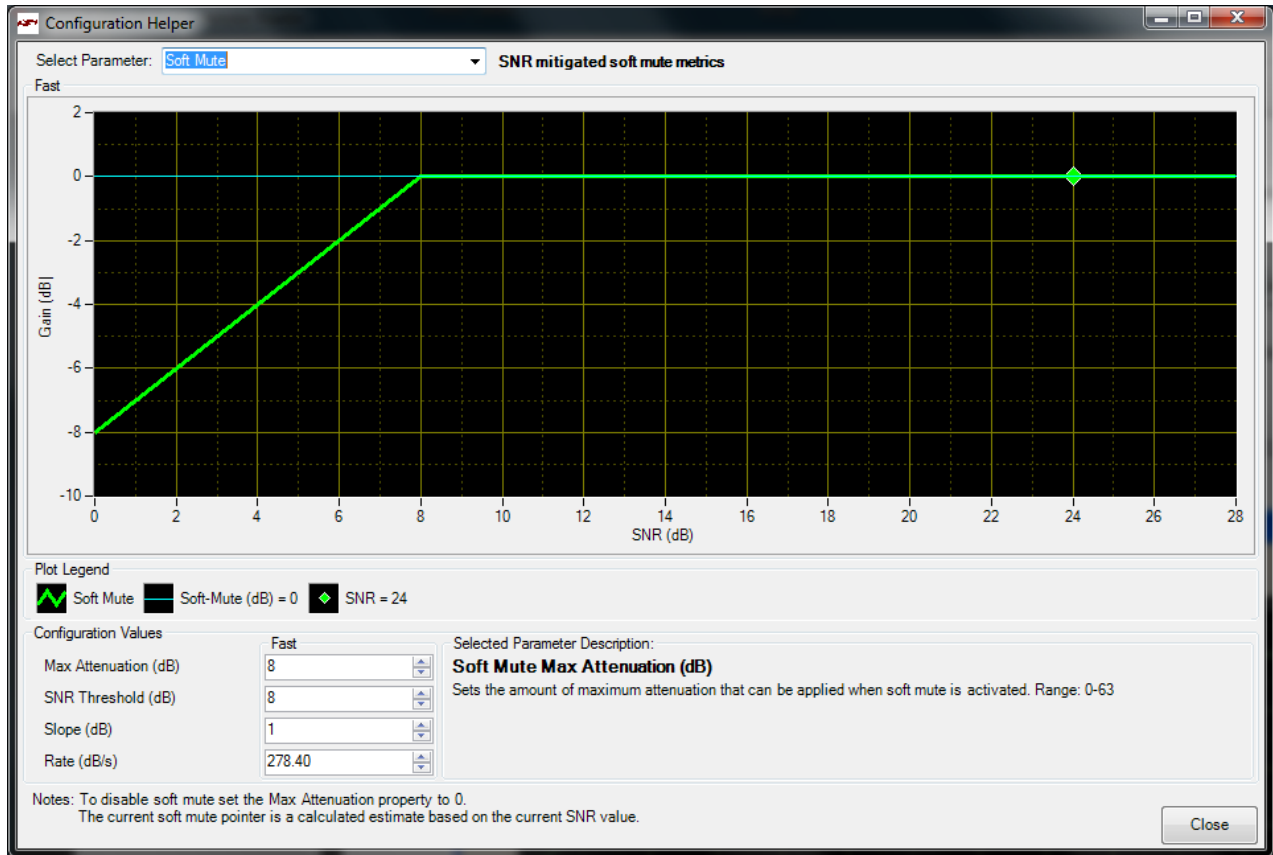 Configuration Helper
Select Parameter: Soft Mute SNR mitigated soft mute metrics
Fast
2
0
-2
-4
-6
-8
-10
Gain (dB)
0 2 4 6 8 10 12 14 16 18 20 22 24 26 28
SNR (dB)
Plot Legend
Soft Mute Soft-Mute (dB) = 0 SNR = 24
Configuration Values
Fast
Max Attenuation (dB) 8
SNR Threshold (dB) 8
Slope (dB) 1
Rate (dB/s) 278.40
Selected Parameter Description:
Soft Mute Max Attenuation (dB)
Sets the amount of maximum attenuation that can be applied when soft mute is activated. Range: 0-63
Notes: To disable soft mute set the Max Attenuation property to 0.
The current soft mute pointer is a calculated estimate based on the current SNR value.
Close